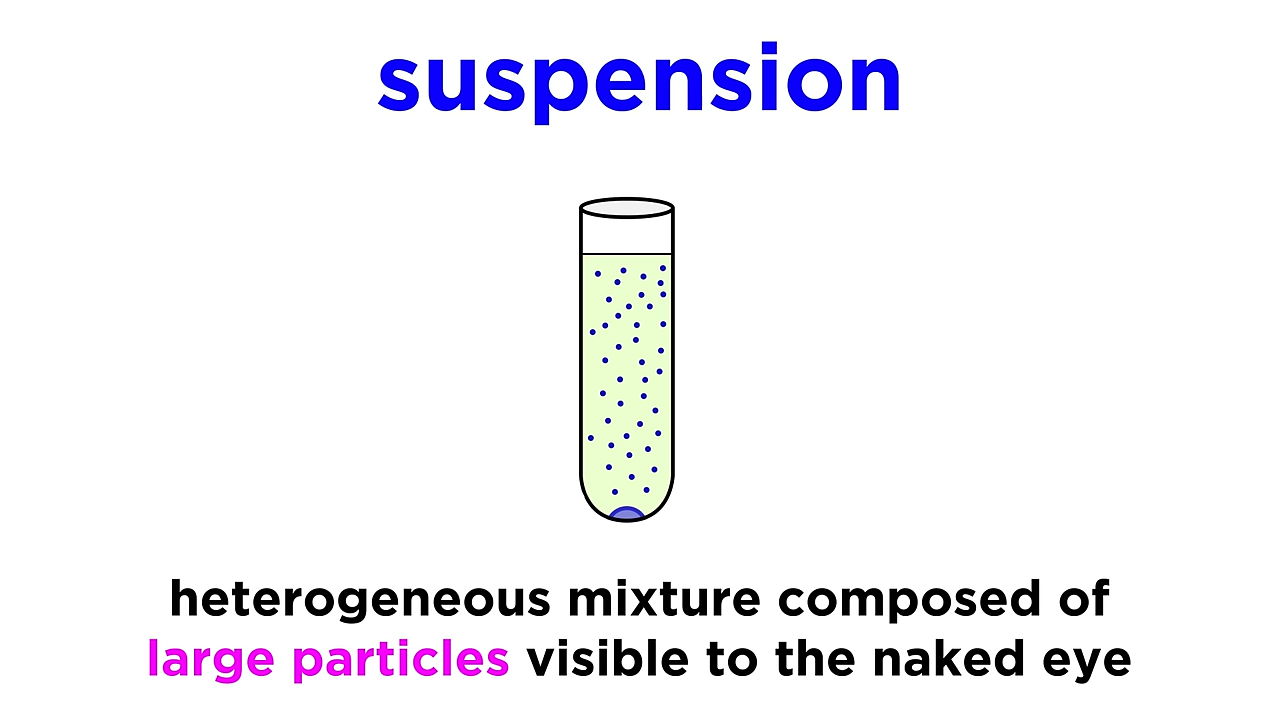 suspension
heterogeneous mixture composed of
large particles visible to the naked eye